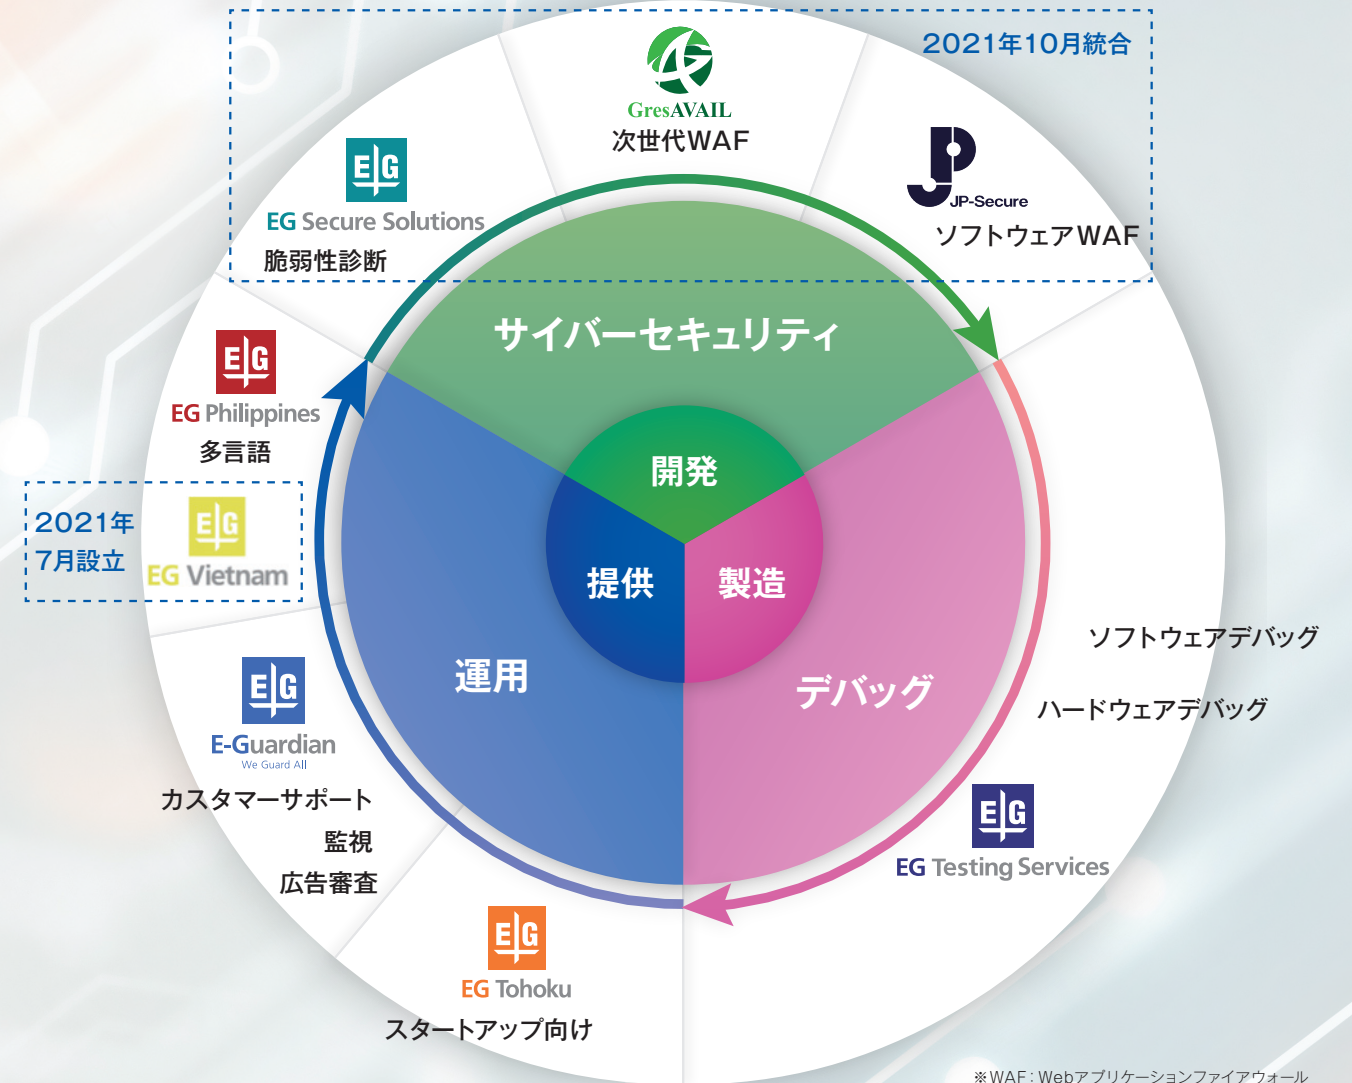 2021年10月統合
GresAVAIL
次世代WAF
EG
EG Secure Solutions
脆弱性診断
JP
JP-Secure
ソフトウェアWAF
サイバーセキュリティ
EG
EG Philippines
多言語
2021年
7月設立
EG
EG Vietnam
開発
提供
製造
運用
デバッグ
ソフトウェアデバッグ
ハードウェアデバッグ
EG
E-Guardian
We Guard All
カスタマーサポート
監視
広告審査
EG
EG Testing Services
EG
EG Tohoku
スタートアップ向け
※WAF：Webアプリケーションファイアウォール